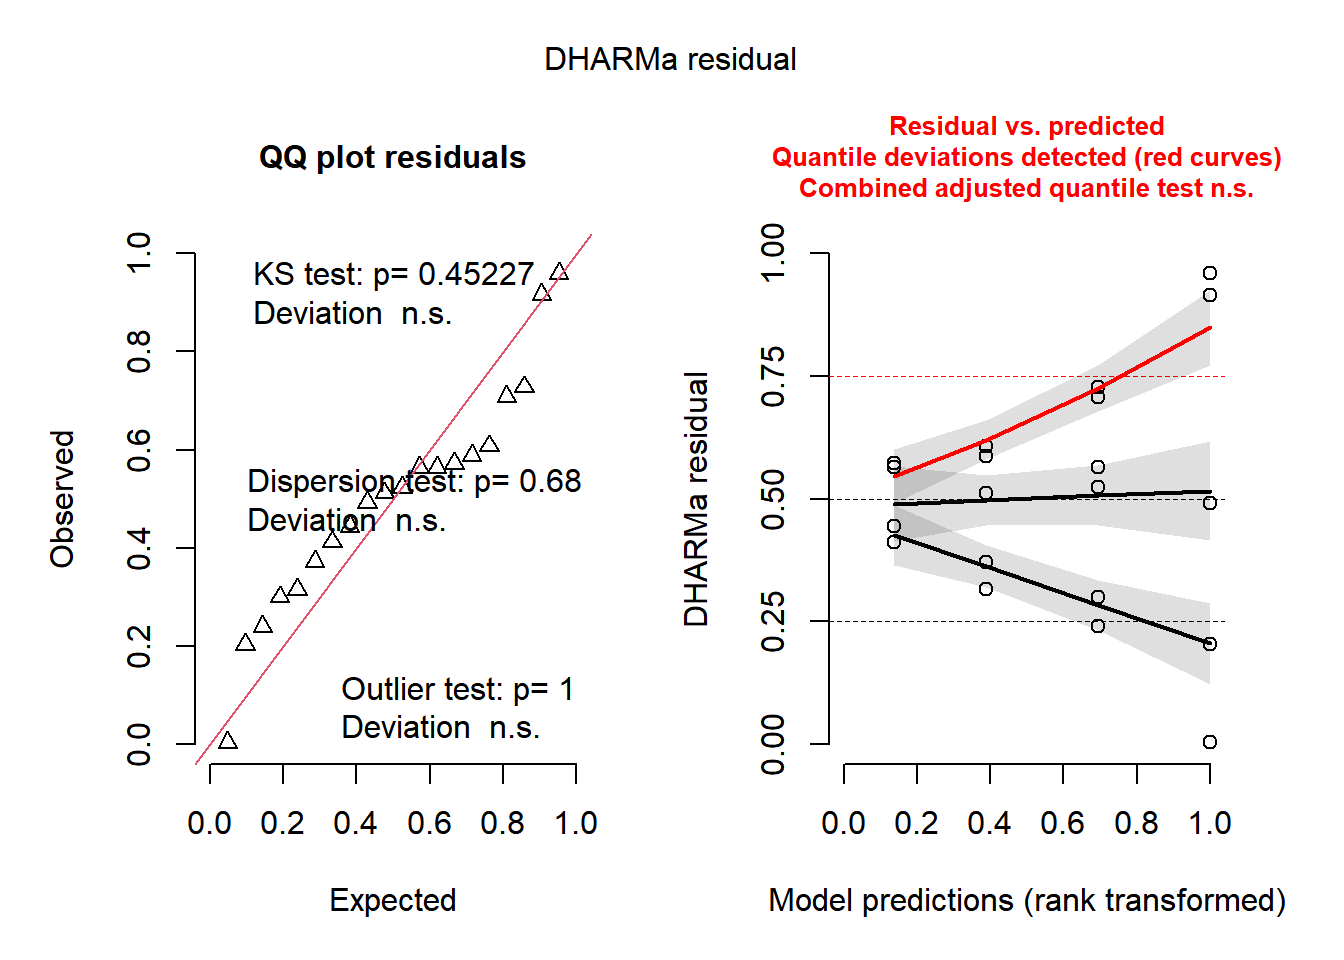 DHARMa residual
QQ plot residuals
KS test: p= 0.45227
Deviation  n.s.
Dispersion test: p= 0.68
Deviation  n.s.
Outlier test: p= 1
Deviation  n.s.
Observed
0.0 0.2 0.4 0.6 0.8 1.0
0.0 0.2 0.4 0.6 0.8 1.0
Expected
Residual vs. predicted
Quantile deviations detected (red curves)
Combined adjusted quantile test n.s.
DHARMa residual
0.00 0.25 0.50 0.75 1.00
0.0 0.2 0.4 0.6 0.8 1.0
Model predictions (rank transformed)